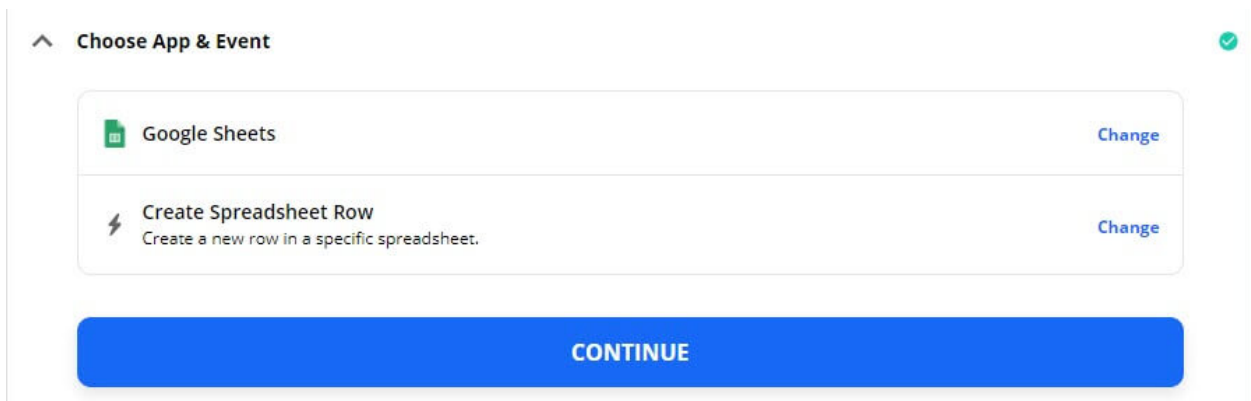 Choose App & Event
Google Sheets
Change
Create Spreadsheet Row
Create a new row in a specific spreadsheet.
Change
CONTINUE